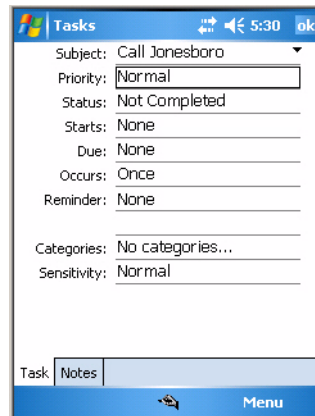 Tasks 5:30 ok
Subject: Call Jonesboro
Priority: Normal
Status: Not Completed
Starts: None
Due: None
Occurs: Once
Reminder: None
Categories: No categories...
Sensitivity: Normal
Task Notes
Menu